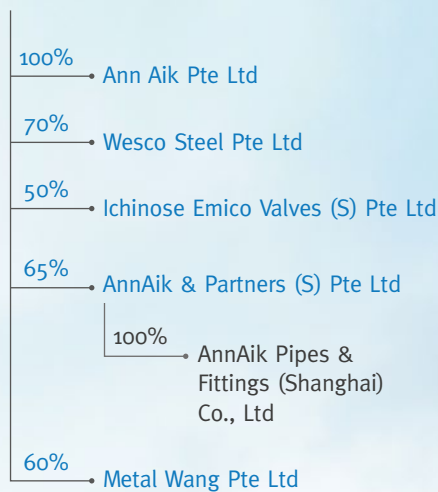 100%
Ann Aik Pte Ltd
70%
Wesco Steel Pte Ltd
50%
Ichinose Emico Valves (S) Pte Ltd
65%
AnnAik & Partners (S) Pte Ltd
100%
AnnAik Pipes &
Fittings (Shanghai)
Co., Ltd
60%
Metal Wang Pte Ltd